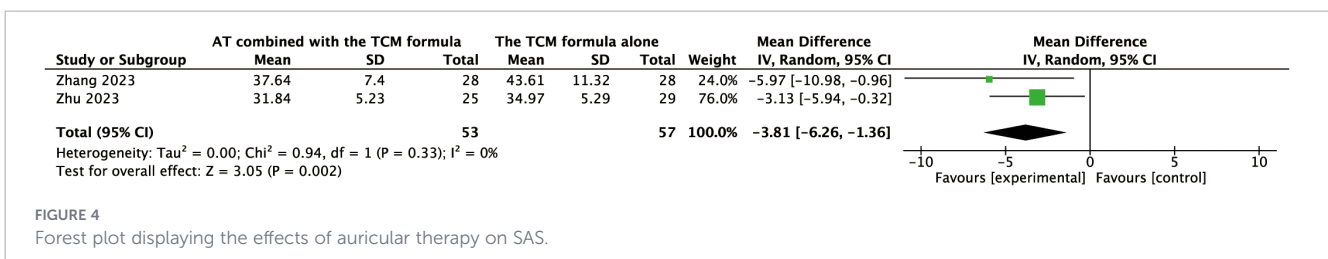 AT combined with the TCM formula The TCM formula alone Mean Difference Mean Difference
Study or Subgroup Mean SD Total Mean SD Total Weight IV, Random, 95% CI IV, Random, 95% CI
Zhang 2023 37.64 7.4 28 43.61 11.32 28 24.0% -5.97 [-10.98, -0.96]
Zhu 2023 31.84 5.23 25 34.97 5.29 29 76.0% -3.13 [-5.94, -0.32]
Total (95% CI) 53 57 100.0% -3.81 [-6.26, -1.36]
Heterogeneity: Tau² = 0.00; Chi² = 0.94, df = 1 (P = 0.33); I² = 0%
Test for overall effect: Z = 3.05 (P = 0.002)
-10 -5 0 5 10
Favours [experimental] Favours [control]
FIGURE 4
Forest plot displaying the effects of auricular therapy on SAS.